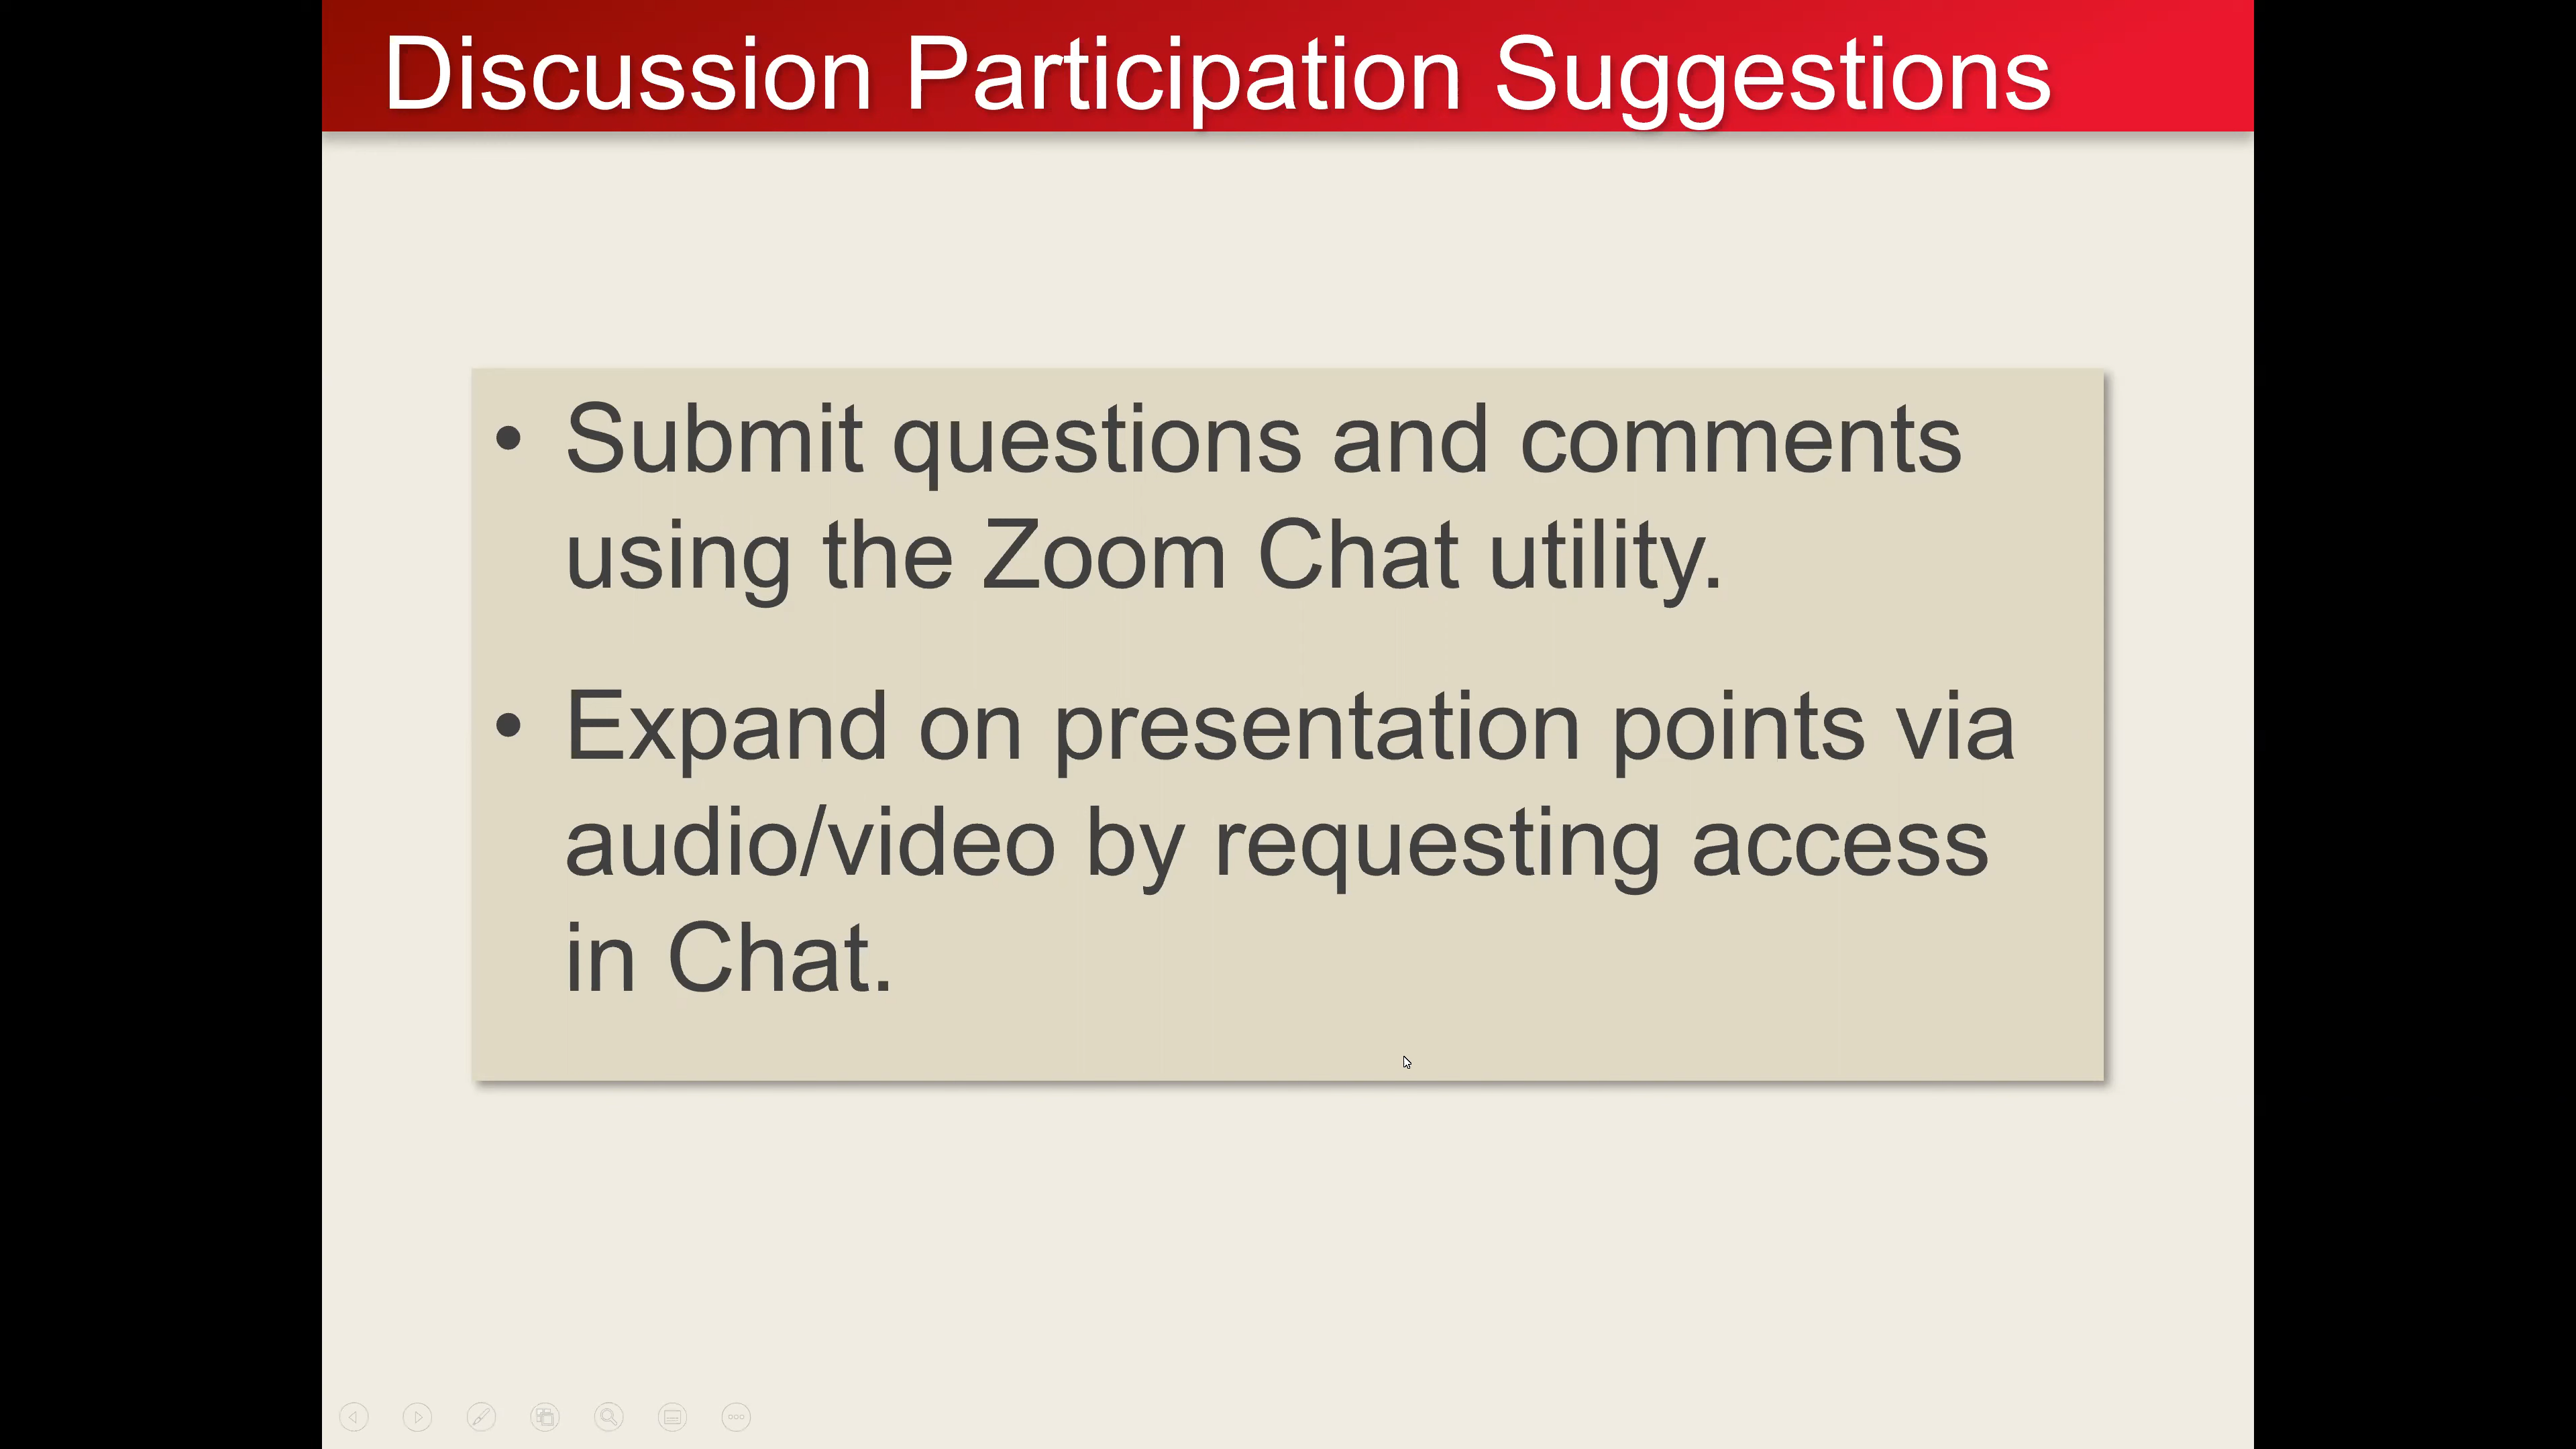 Discussion Participation Suggestions
• Submit questions and comments
using the Zoom Chat utility.
• Expand on presentation points via
audio/video by requesting access
in Chat.